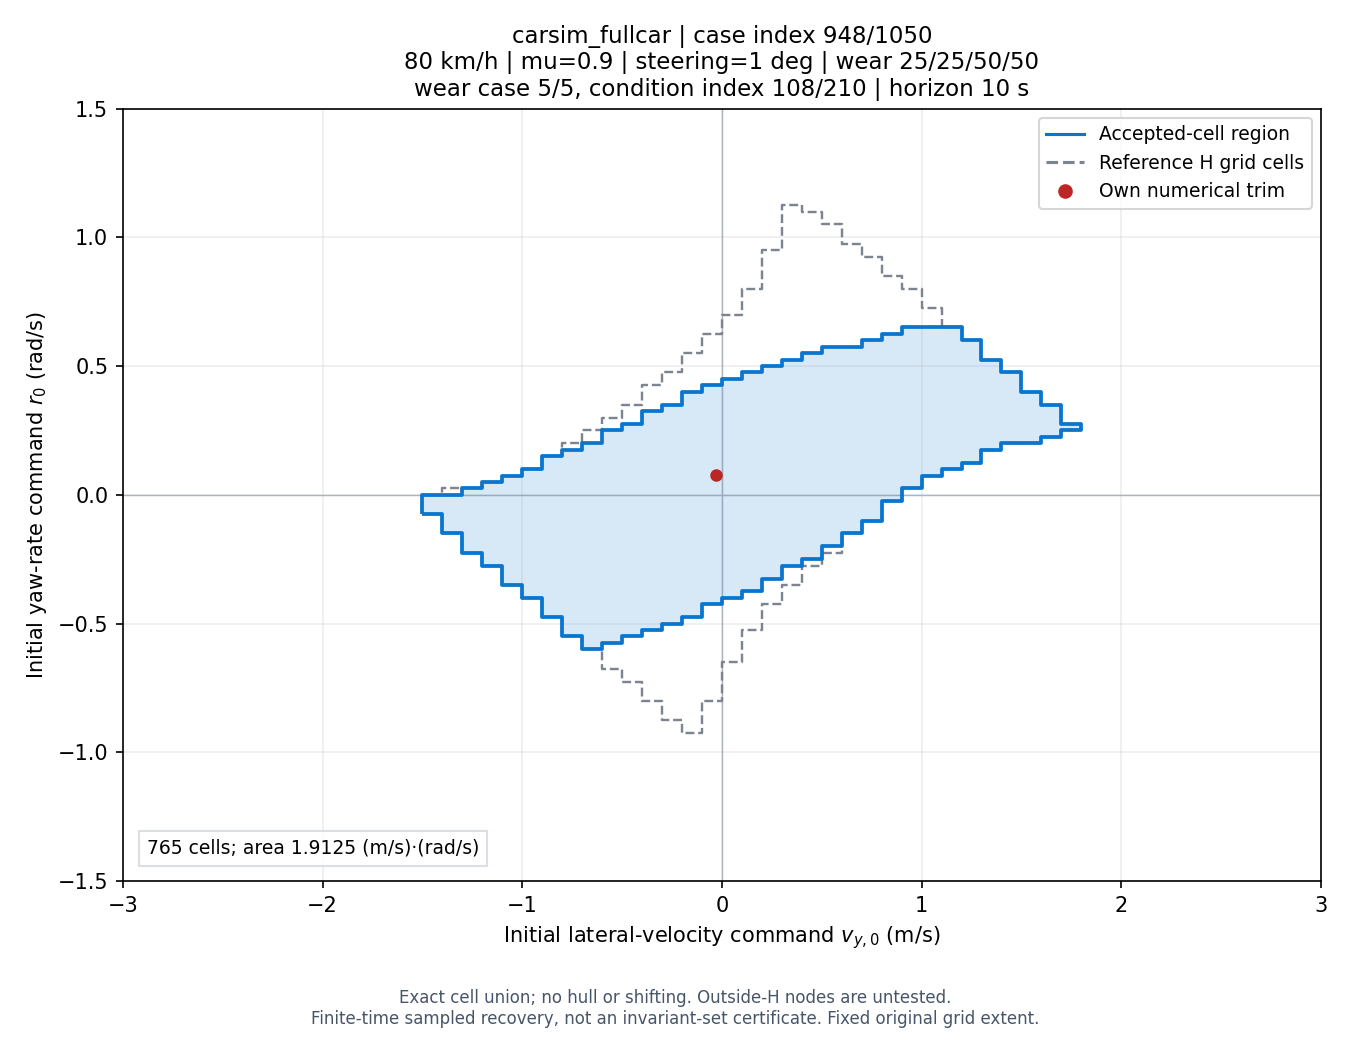 carsim_fullcar | case index 948/1050
80 km/h | mu=0.9 | steering=1 deg | wear 25/25/50/50
wear case 5/5, condition index 108/210 | horizon 10 s
Accepted-cell region
Reference H grid cells
Own numerical trim
1.5
1.0
0.5
0.0
−0.5
−1.0
−1.5
Initial yaw-rate command r₀ (rad/s)
765 cells; area 1.9125 (m/s)·(rad/s)
−3
−2
−1
0
1
2
3
Initial lateral-velocity command v_{y,0} (m/s)
Exact cell union; no hull or shifting. Outside-H nodes are untested.
Finite-time sampled recovery, not an invariant-set certificate. Fixed original grid extent.